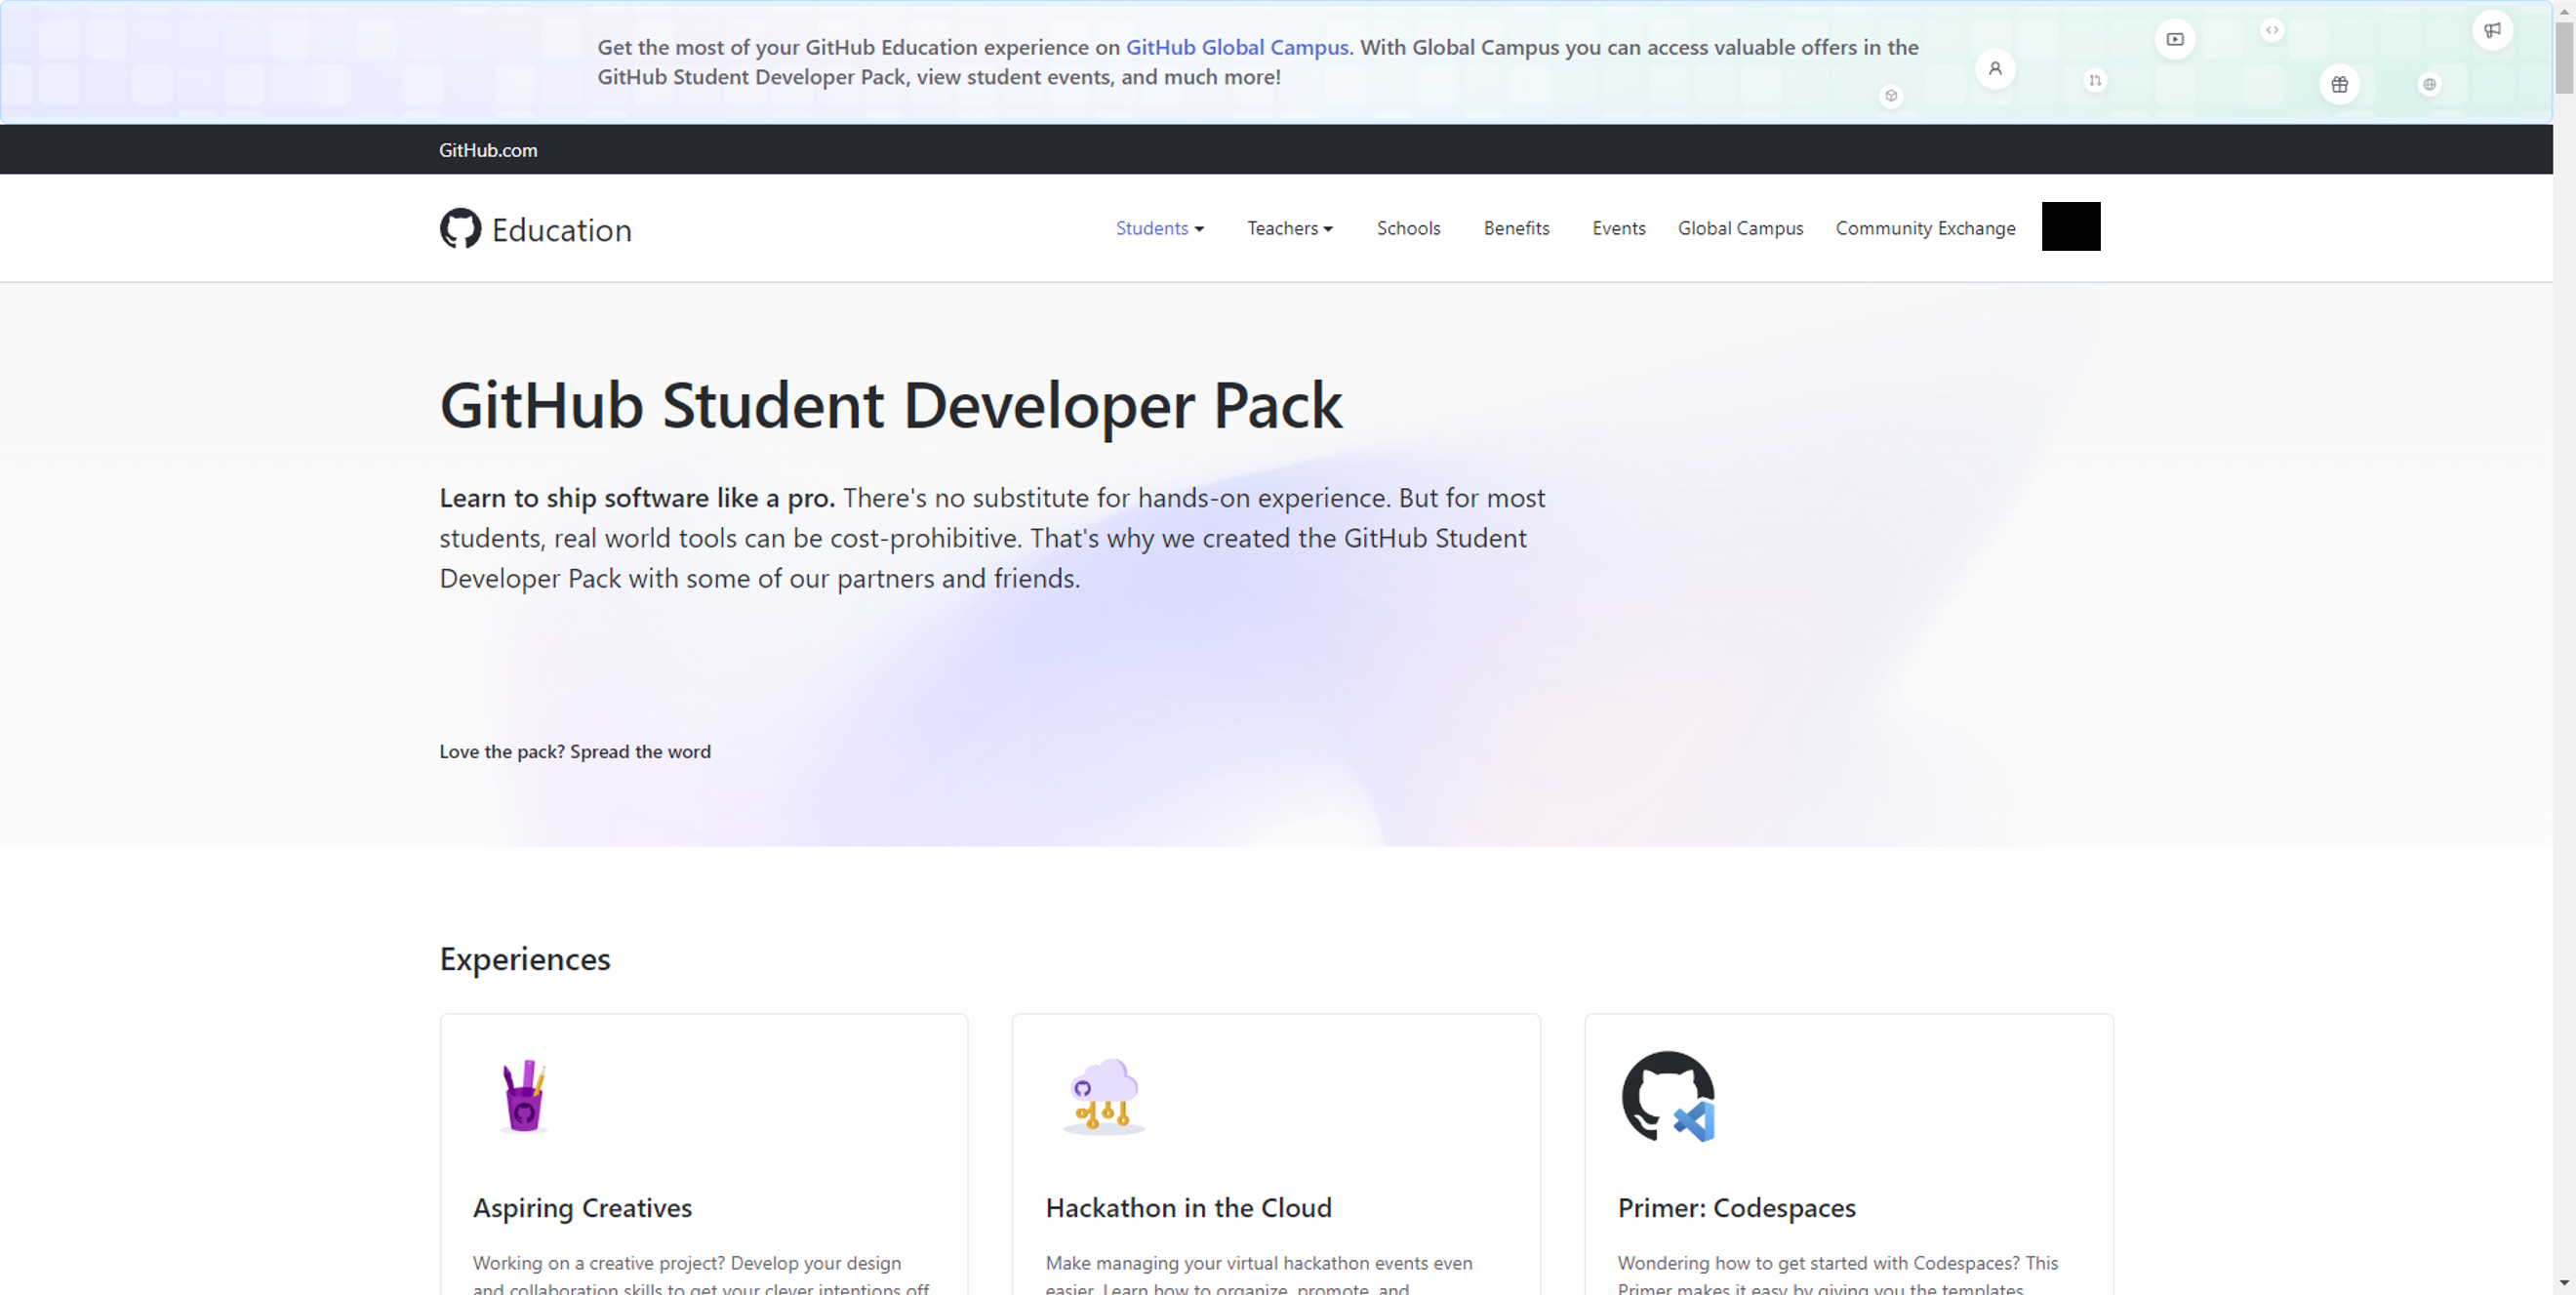 Get the most of your GitHub Education experience on GitHub Global Campus. With Global Campus you can access valuable offers in the
GitHub Student Developer Pack, view student events, and much more!
GitHub.com
Education
Students
Teachers
Schools
Benefits
Events
Global Campus
Community Exchange
GitHub Student Developer Pack
Learn to ship software like a pro. There's no substitute for hands-on experience. But for most
students, real world tools can be cost-prohibitive. That's why we created the GitHub Student
Developer Pack with some of our partners and friends.
Love the pack? Spread the word
Experiences
Aspiring Creatives
Working on a creative project? Develop your design
and collaboration skills to get your clever intentions off
Hackathon in the Cloud
Make managing your virtual hackathon events even
easier. Learn how to organize, promote, and
Primer: Codespaces
Wondering how to get started with Codespaces? This
Primer makes it easy by giving you the templates,